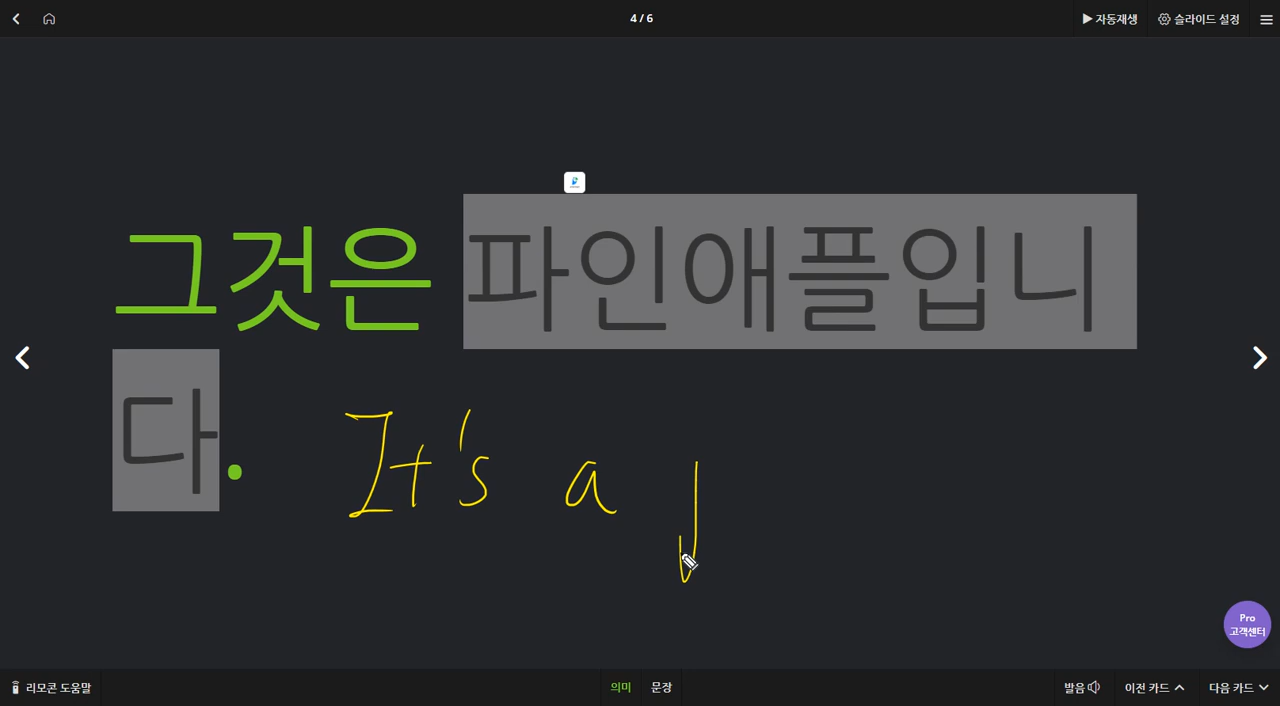 4 / 6
자동재생
슬라이드 설정
그것은 파인애플입니
다.
It's a j
Pro
고객센터
리모콘 도움말
의미
문장
발음
이전 카드
다음 카드